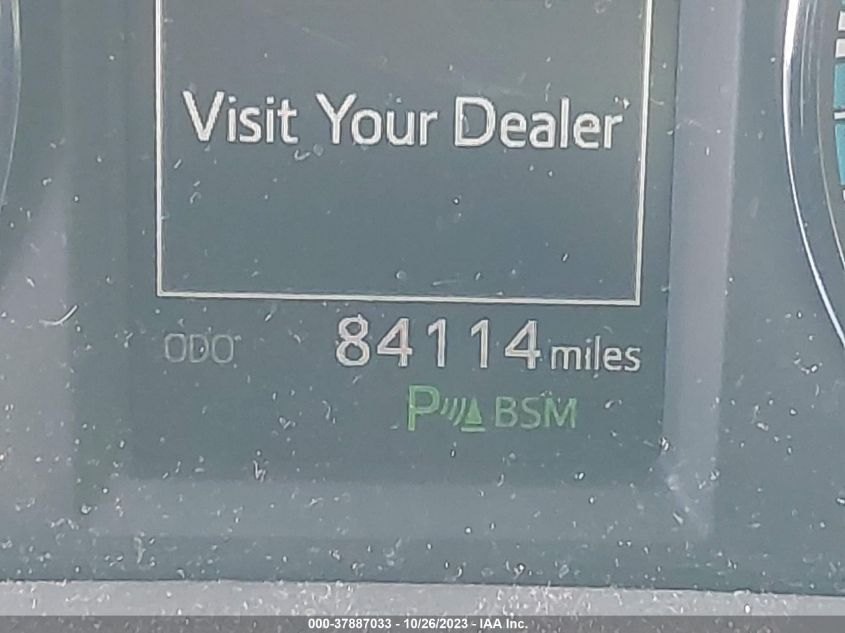 Visit Your Dealer
ODO 84114 miles
P BSM
000-37887033 - 10/26/2023 - IAA Inc.